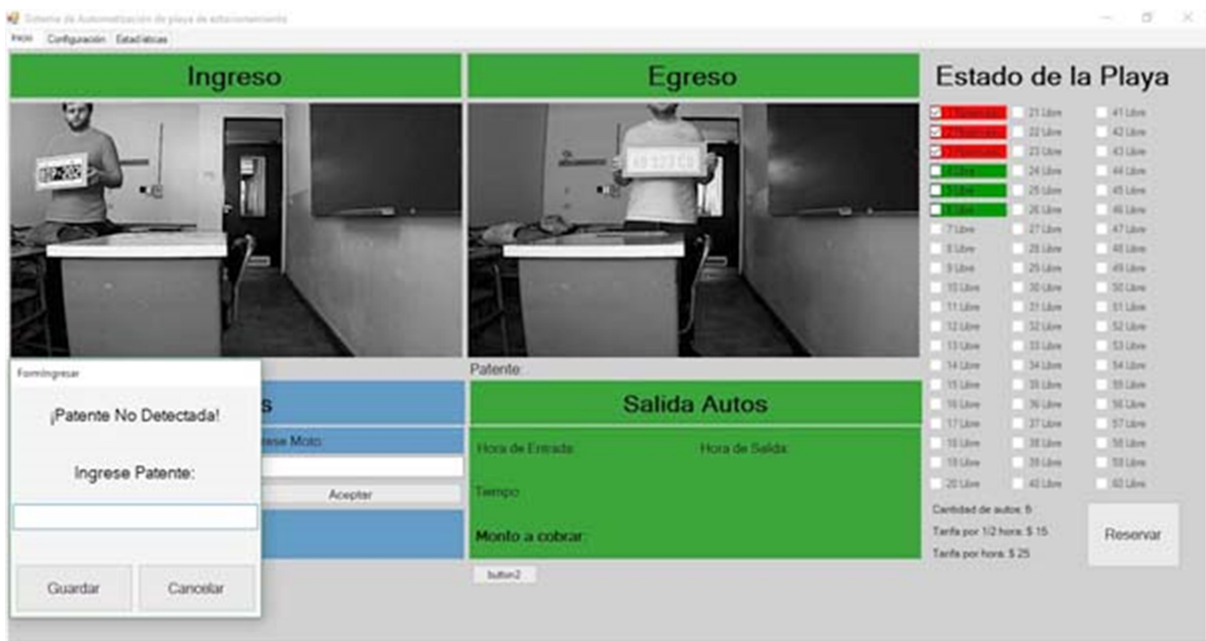 Sistema de Automatización de playa de estacionamiento
Inicio Configuración Estadísticas
Ingreso
Egreso
Estado de la Playa
21 Libre
41 Libre
22 Libre
42 Libre
23 Libre
43 Libre
4 Libre
24 Libre
44 Libre
5 Libre
25 Libre
45 Libre
6 Libre
26 Libre
46 Libre
7 Libre
27 Libre
47 Libre
8 Libre
28 Libre
48 Libre
9 Libre
29 Libre
49 Libre
10 Libre
30 Libre
50 Libre
11 Libre
31 Libre
51 Libre
12 Libre
32 Libre
52 Libre
13 Libre
33 Libre
53 Libre
14 Libre
34 Libre
54 Libre
15 Libre
35 Libre
55 Libre
16 Libre
36 Libre
56 Libre
17 Libre
37 Libre
57 Libre
18 Libre
38 Libre
58 Libre
19 Libre
39 Libre
59 Libre
20 Libre
40 Libre
60 Libre
Cantidad de autos: 6
Tarifa por 1/2 hora: $ 15
Tarifa por hora: $ 25
Reservar
FormIngresar
¡Patente No Detectada!
Ingrese Patente:
Guardar
Cancelar
Moto:
Aceptar
Patente:
Salida Autos
Hora de Entrada:
Hora de Salida:
Tiempo:
Monto a cobrar:
button2